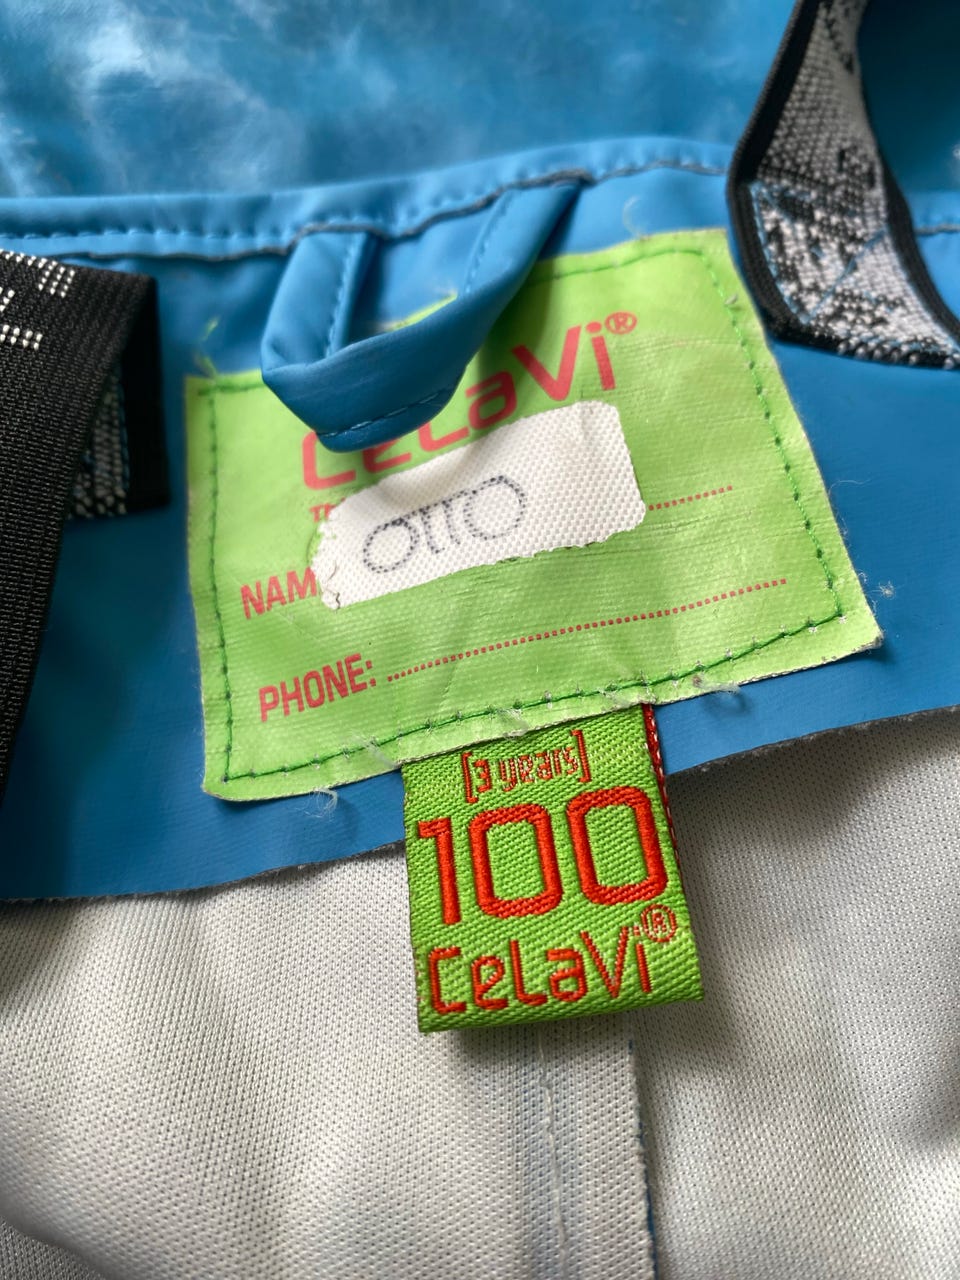 CeLaVi®
OTTO
NAM
PHONE:
[3 years]
100
CeLaVi®